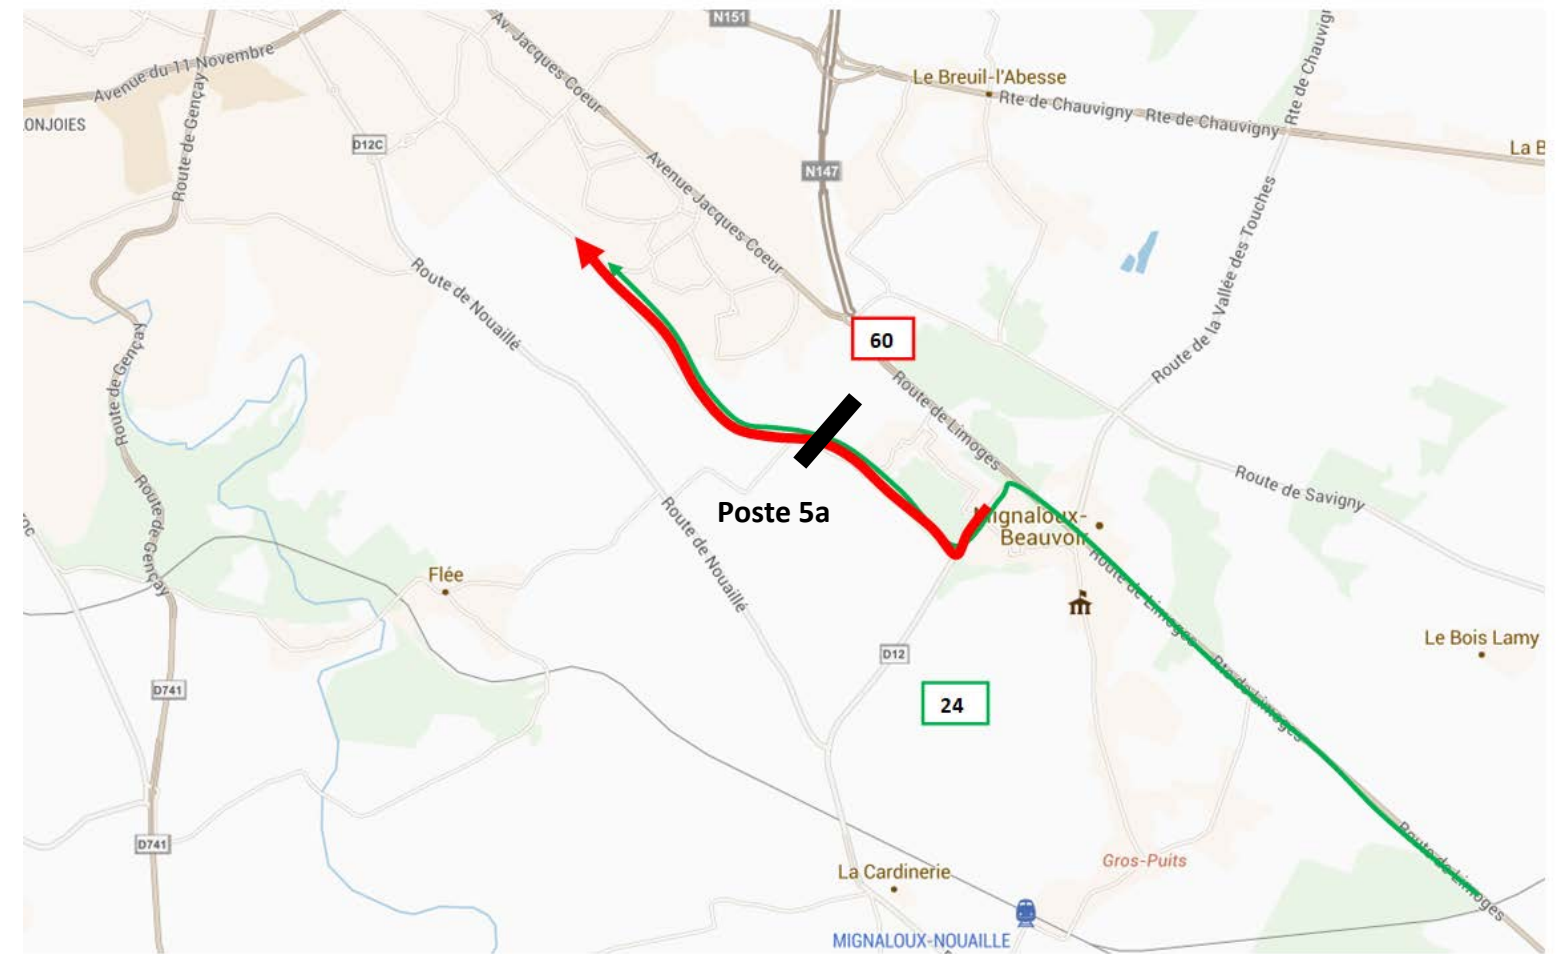 N151
Av. Jacques Coeur
Avenue du 11 Novembre
Le Breuil-l'Abesse
Rte de Chauvigny
Rte de Chauvigny
Rte de Chauvigny
ONJOIES
Route de Gençay
D12C
La B
Avenue Jacques Coeur
N147
Route de la Vallée des Touches
Route de Nouaillé
60
Route de Gençay
Route de Limoges
Route de Savigny
Poste 5a
Mignaloux-
Beauvoir
Route de Gençay
Route de Nouaillé
Route de Limoges
Flée
D12
Le Bois Lamy
Rte de Limoges
D741
24
D741
Route de Limoges
Gros-Puits
La Cardinerie
MIGNALOUX-NOUAILLE